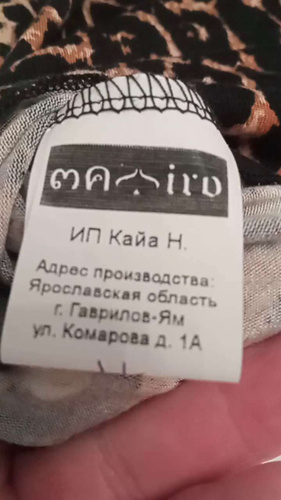 ИП Кайа Н.
Адрес производства:
Ярославская область
г. Гаврилов-Ям
ул. Комарова д. 1А